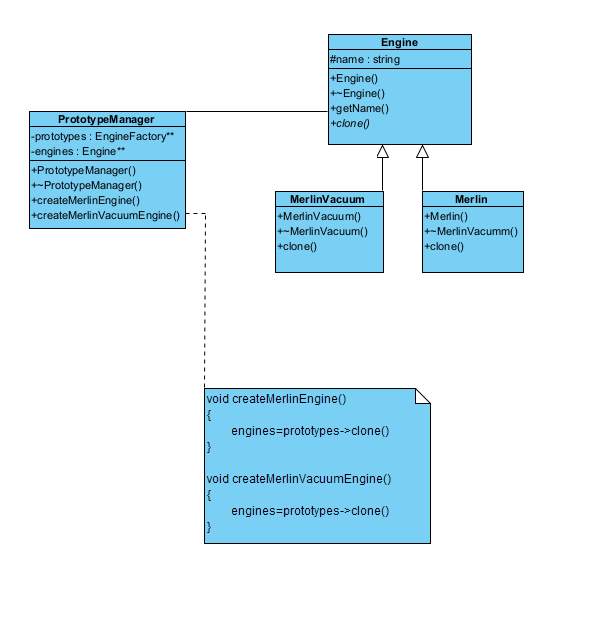 Engine
#name : string
+Engine()
+~Engine()
+getName()
+clone()
PrototypeManager
-prototypes : EngineFactory**
-engines : Engine**
+PrototypeManager()
+~PrototypeManager()
+createMerlinEngine()
+createMerlinVacuumEngine()
MerlinVacuum
+MerlinVacuum()
+~MerlinVacuum()
+clone()
Merlin
+Merlin()
+~MerlinVacumm()
+clone()
void createMerlinEngine()
{
engines=prototypes->clone()
}
void createMerlinVacuumEngine()
{
engines=prototypes->clone()
}